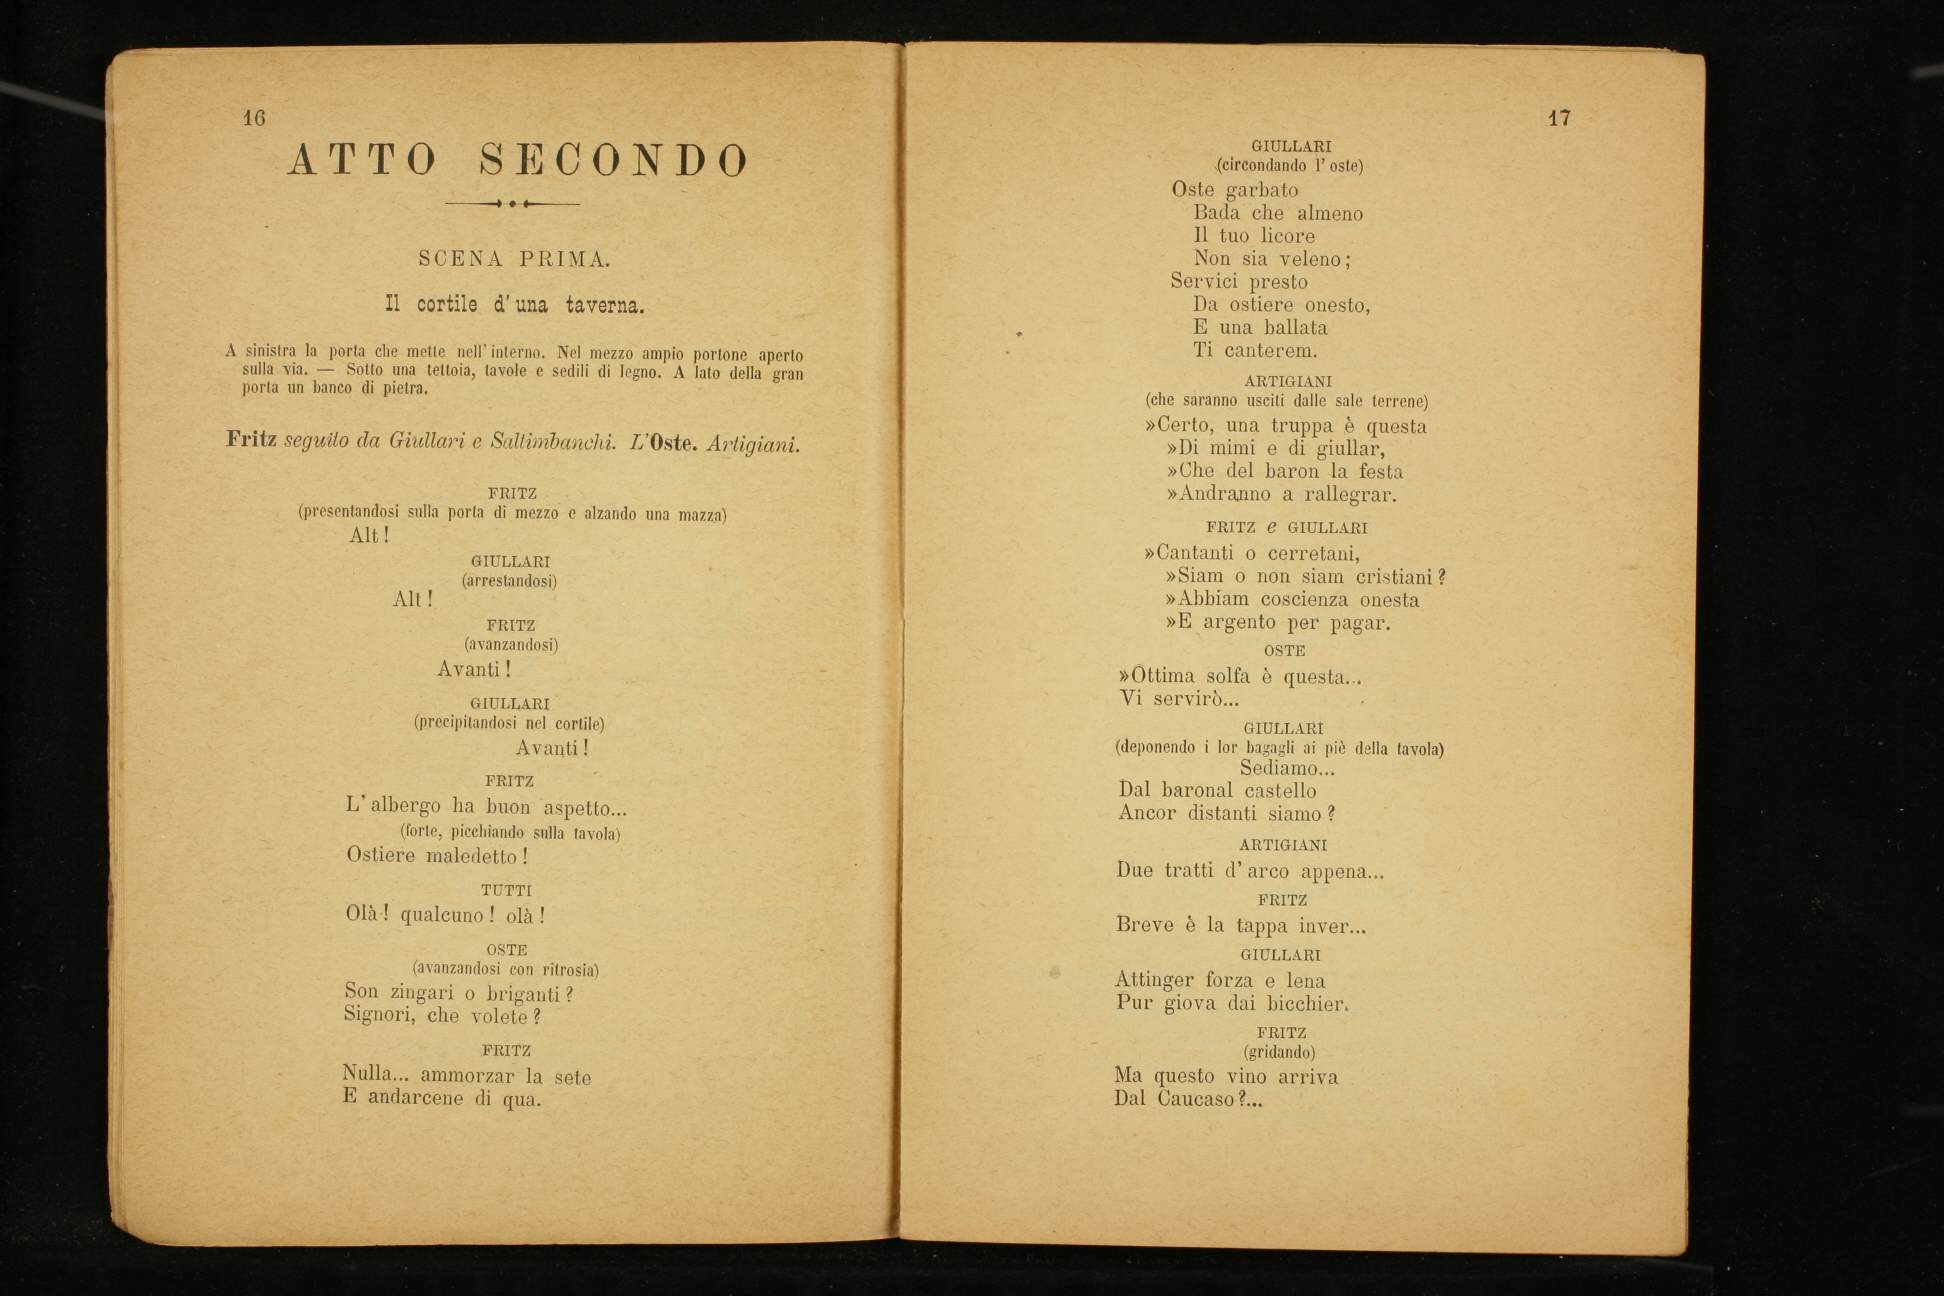 16
ATTO SECONDO
SCENA PRIMA.
Il cortile d'una taverna.
A sinistra la porta che mette nell'interno. Nel mezzo ampio portone aperto
sulla via. — Sotto una tettoia, tavole e sedili di legno. A lato della gran
porta un banco di pietra.
Fritz seguito da Giullari e Saltimbanchi. L'Oste. Artigiani.
FRITZ
(presentandosi sulla porta di mezzo e alzando una mazza)
Alt!
GIULLARI
(arrestandosi)
Alt!
FRITZ
(avanzandosi)
Avanti!
GIULLARI
(precipitandosi nel cortile)
Avanti!
FRITZ
L'albergo ha buon aspetto...
(forte, picchiando sulla tavola)
Ostiere maledetto!
TUTTI
Olà! qualcuno! olà!
OSTE
(avanzandosi con ritrosia)
Son zingari o briganti?
Signori, che volete?
FRITZ
Nulla... ammorzar la sete
E andarcene di qua.
17
GIULLARI
(circondando l'oste)
Oste garbato
Bada che almeno
Il tuo licore
Non sia veleno;
Servici presto
Da ostiere onesto,
E una ballata
Ti canterem.
ARTIGIANI
(che saranno usciti dalle sale terrene)
»Certo, una truppa è questa
»Di mimi e di giullar,
»Che del baron la festa
»Andranno a rallegrar.
FRITZ e GIULLARI
»Cantanti o cerretani,
»Siam o non siam cristiani?
»Abbiam coscienza onesta
»E argento per pagar.
OSTE
»Ottima solfa è questa...
Vi servirò...
GIULLARI
(deponendo i lor bagagli ai piè della tavola)
Sediamo...
Dal baronal castello
Ancor distanti siamo?
ARTIGIANI
Due tratti d'arco appena...
FRITZ
Breve è la tappa inver...
GIULLARI
Attinger forza e lena
Pur giova dai bicchier.
FRITZ
(gridando)
Ma questo vino arriva
Dal Caucaso?...